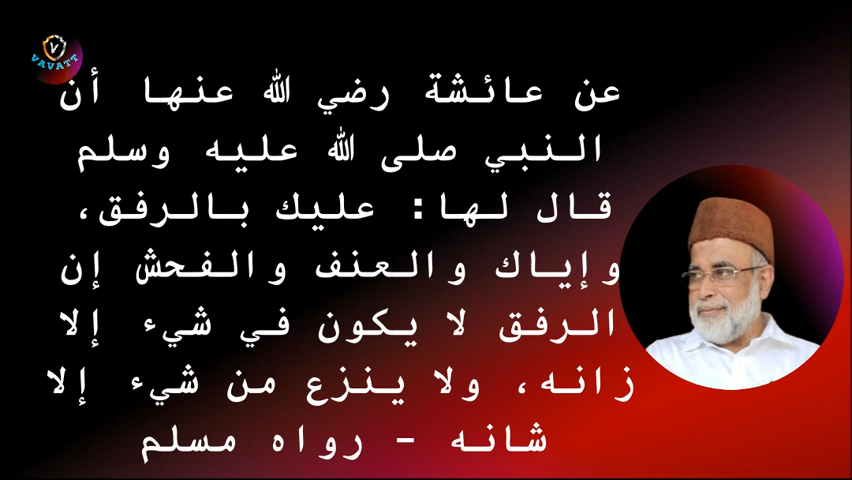 VAVATT
عن عائشة رضي الله عنها أن
النبي صلى الله عليه وسلم
قال لها: عليك بالرفق،
وإياك والعنف والفحش إن
الرفق لا يكون في شيء إلا
زانه، ولا ينزع من شيء إلا
شانه - رواه مسلم